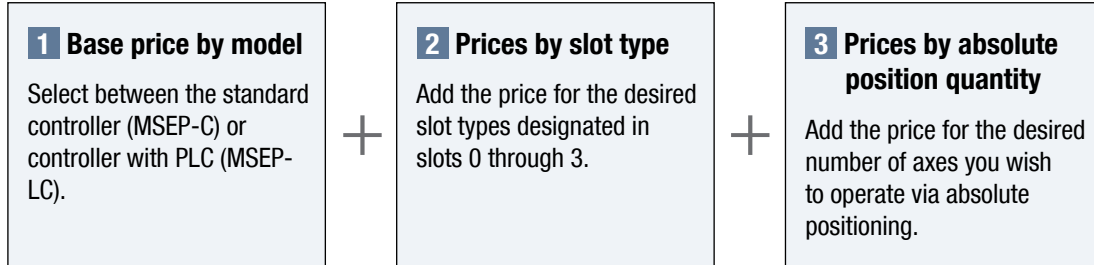 1 Base price by model
Select between the standard
controller (MSEP-C) or
controller with PLC (MSEP-
LC).
+
2 Prices by slot type
Add the price for the desired
slot types designated in
slots 0 through 3.
+
3 Prices by absolute
position quantity
Add the price for the desired
number of axes you wish
to operate via absolute
positioning.